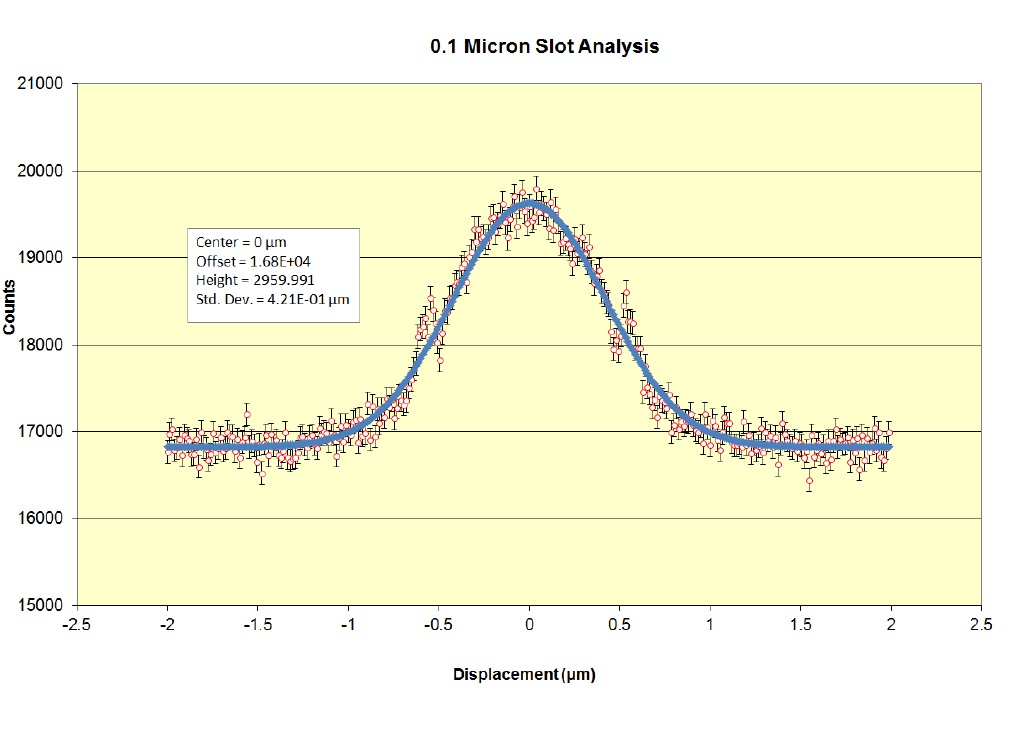 0.1 Micron Slot Analysis
21000
20000
19000
18000
17000
16000
15000
Counts
Center = 0 μm
Offset = 1.68E+04
Height = 2959.991
Std. Dev. = 4.21E-01 μm
-2.5 -2 -1.5 -1 -0.5 0 0.5 1 1.5 2 2.5
Displacement (μm)